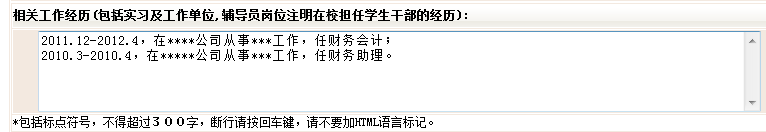 相关工作经历(包括实习及工作单位,辅导员岗位注明在校担任学生干部的经历):
2011.12-2012.4，在****公司从事***工作，任财务会计；
2010.3-2010.4，在*****公司从事***工作，任财务助理。
*包括标点符号，不得超过３００字，断行请按回车键，请不要加HTML语言标记。